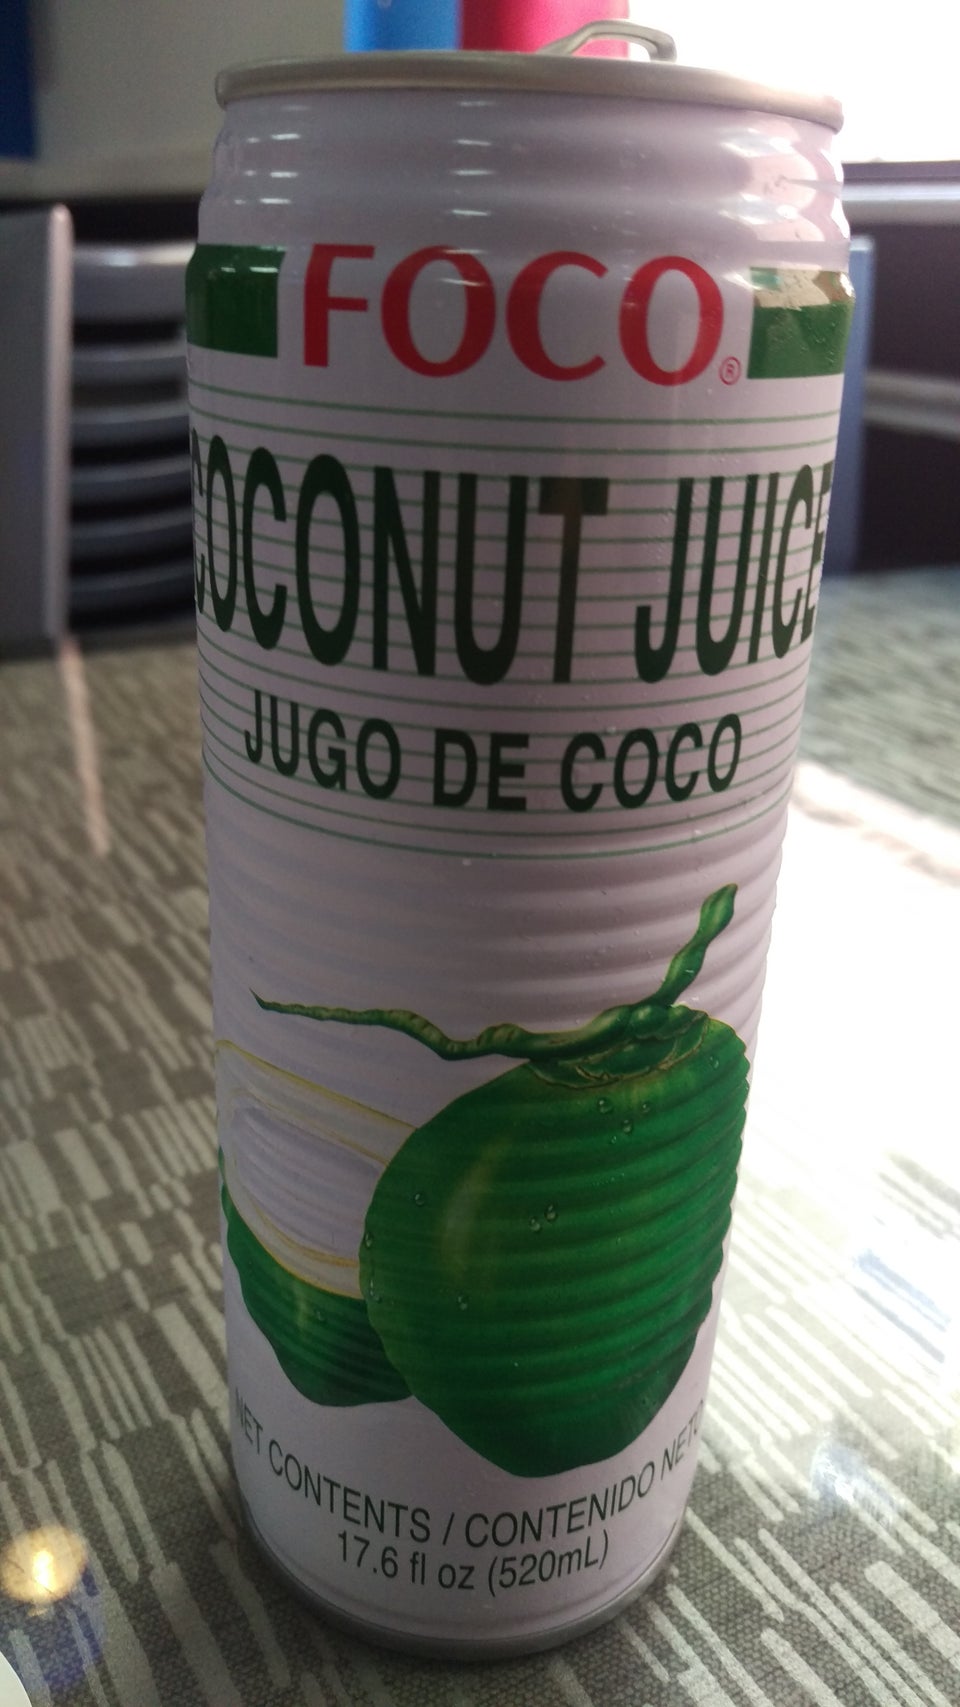 FOCO®
COCONUT JUICE
JUGO DE COCO
NET CONTENTS / CONTENIDO NETO
17.6 fl oz (520mL)